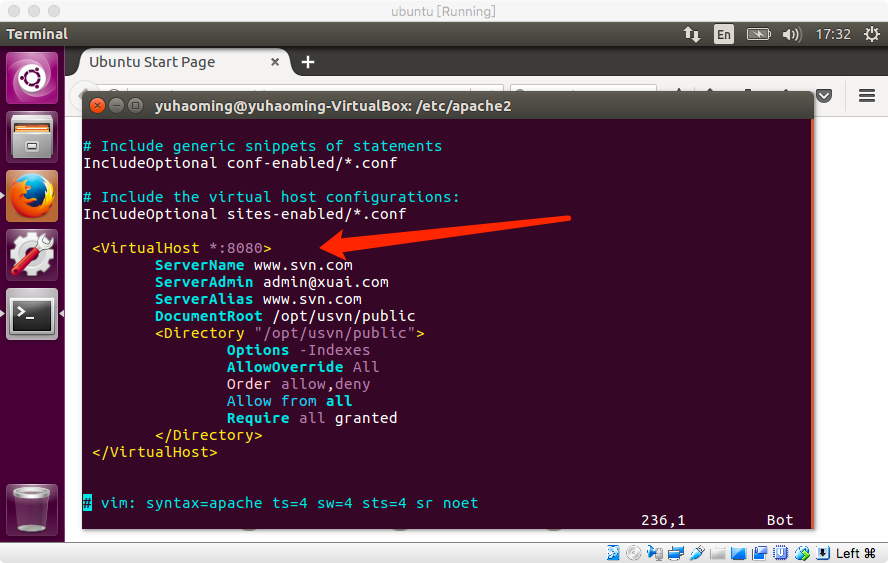 ubuntu [Running]
Terminal
En
17:32
Ubuntu Start Page
yuhaoming@yuhaoming-VirtualBox: /etc/apache2
# Include generic snippets of statements
IncludeOptional conf-enabled/*.conf
# Include the virtual host configurations:
IncludeOptional sites-enabled/*.conf
<VirtualHost *:8080>
ServerName www.svn.com
ServerAdmin admin@xuai.com
ServerAlias www.svn.com
DocumentRoot /opt/usvn/public
<Directory "/opt/usvn/public">
Options -Indexes
AllowOverride All
Order allow,deny
Allow from all
Require all granted
</Directory>
</VirtualHost>
# vim: syntax=apache ts=4 sw=4 sts=4 sr noet
236,1 Bot
Left ⌘